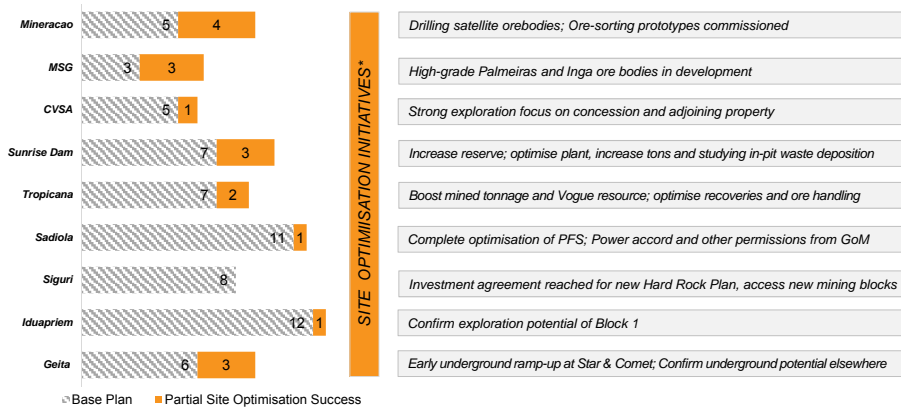 Mineracao 5 4 Drilling satellite orebodies; Ore-sorting prototypes commissioned
MSG 3 3 High-grade Palmeiras and Inga ore bodies in development
CVSA 5 1 Strong exploration focus on concession and adjoining property
Sunrise Dam 7 3 Increase reserve; optimise plant, increase tons and studying in-pit waste deposition
Tropicana 7 2 Boost mined tonnage and Vogue resource; optimise recoveries and ore handling
Sadiola 11 1 Complete optimisation of PFS; Power accord and other permissions from GoM
Siguri 8 Investment agreement reached for new Hard Rock Plan, access new mining blocks
Iduapriem 12 1 Confirm exploration potential of Block 1
Geita 6 3 Early underground ramp-up at Star & Comet; Confirm underground potential elsewhere
SITE OPTIMISATION INITIATIVES*
Base Plan Partial Site Optimisation Success